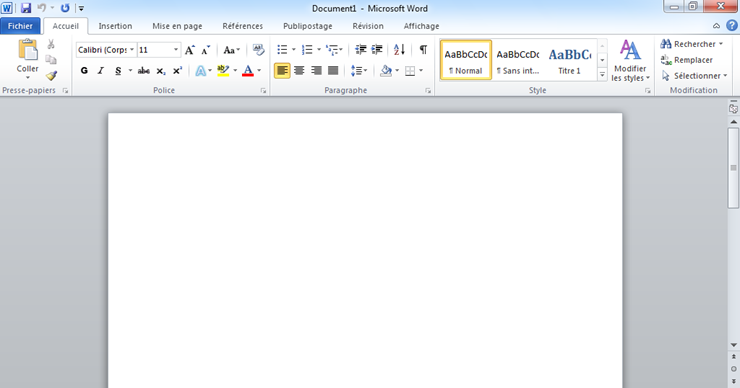 Document1 - Microsoft Word
Fichier Accueil Insertion Mise en page Références Publipostage Révision Affichage
Calibri (Corps 11 A A Aa
Coller
G I S abc x₂ x² A ab A
AaBbCcDc AaBbCcDc AaBbC
¶ Normal ¶ Sans int... Titre 1
Modifier
les styles
Rechercher
Remplacer
Sélectionner
Presse-papiers Police Paragraphe Style Modification